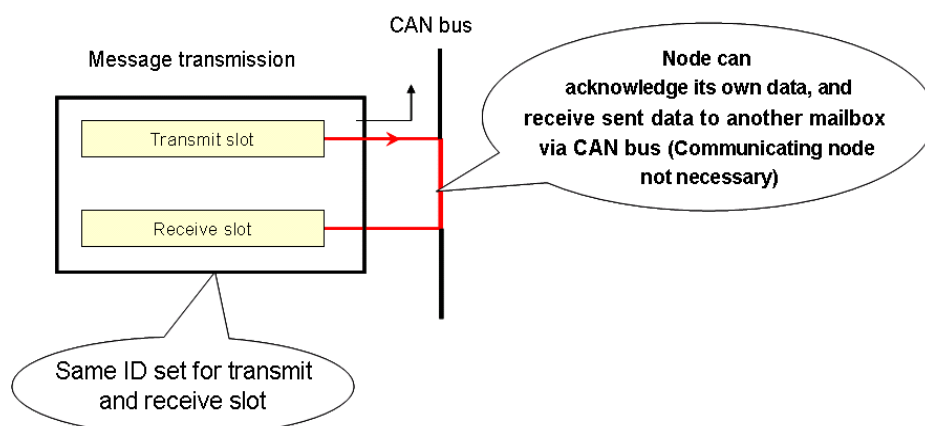 CAN bus
Message transmission
Node can
acknowledge its own data, and
receive sent data to another mailbox
via CAN bus (Communicating node
not necessary)
Transmit slot
Receive slot
Same ID set for transmit
and receive slot